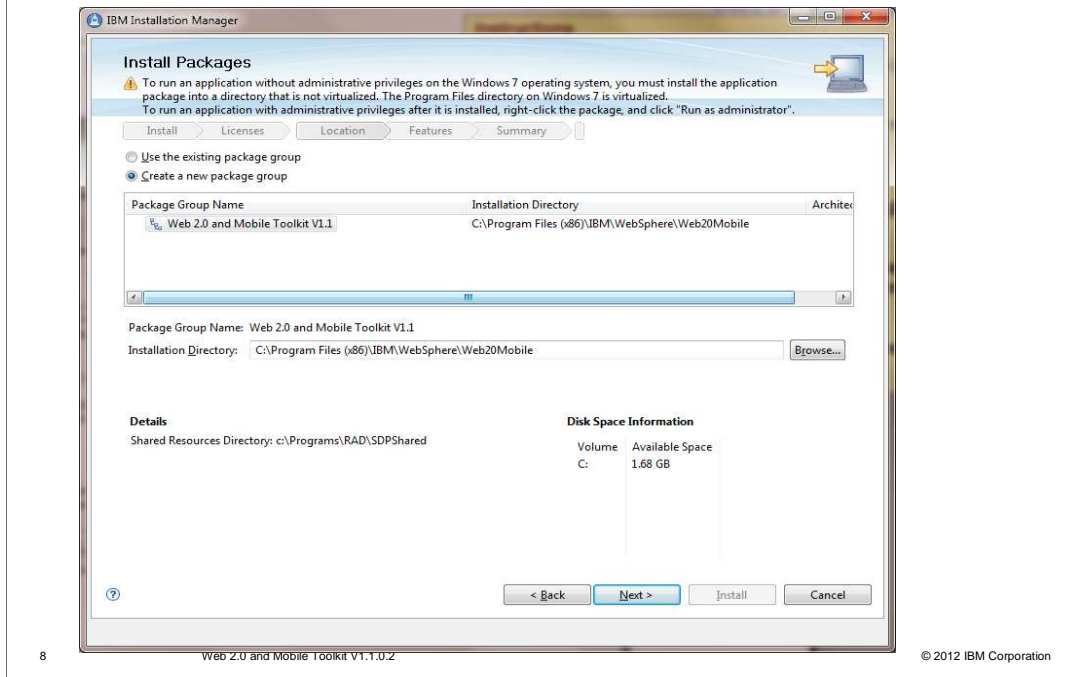 IBM Installation Manager
Install Packages
To run an application without administrative privileges on the Windows 7 operating system, you must install the application
package into a directory that is not virtualized. The Program Files directory on Windows 7 is virtualized.
To run an application with administrative privileges after it is installed, right-click the package, and click "Run as administrator".
Install Licenses Location Features Summary
Use the existing package group
Create a new package group
Package Group Name Installation Directory Architec
Web 2.0 and Mobile Toolkit V1.1 C:\Program Files (x86)\IBM\WebSphere\Web20Mobile
Package Group Name: Web 2.0 and Mobile Toolkit V1.1
Installation Directory: C:\Program Files (x86)\IBM\WebSphere\Web20Mobile Browse...
Details Disk Space Information
Shared Resources Directory: c:\Programs\RAD\SDPShared
Volume Available Space
C: 1.68 GB
< Back Next > Install Cancel
8 Web 2.0 and Mobile Toolkit V1.1.0.2 © 2012 IBM Corporation